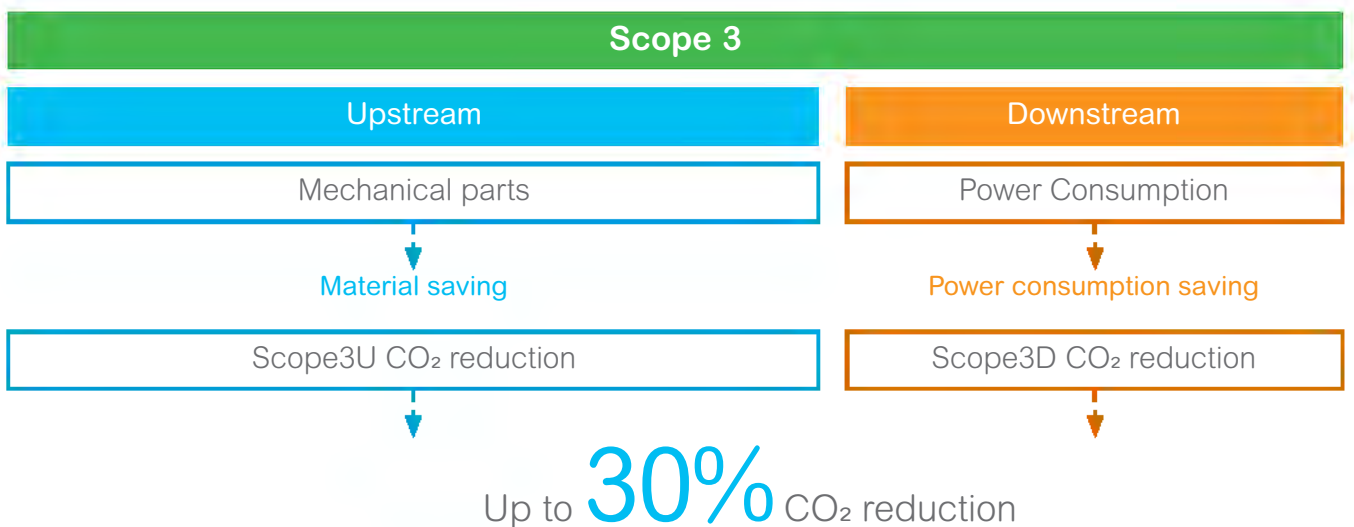 Scope 3
Upstream
Downstream
Mechanical parts
Power Consumption
Material saving
Power consumption saving
Scope3U CO₂ reduction
Scope3D CO₂ reduction
Up to 30% CO₂ reduction